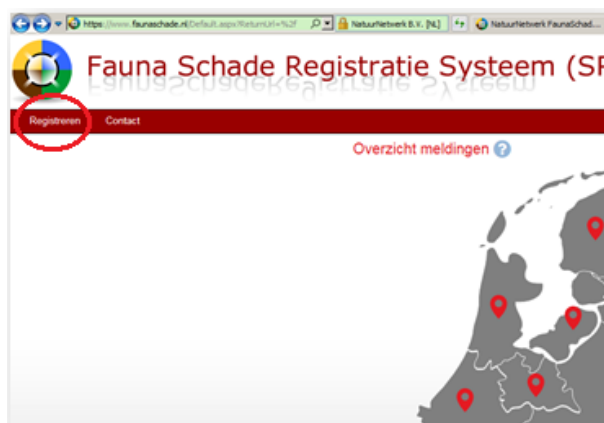 https://www.faunaschade.nl/Default.aspx?ReturnUrl=%2f
NatuurNetwerk B.V. [NL]
NatuurNetwerk FaunaSchad...
Fauna Schade Registratie Systeem (SF
Registreren Contact
Overzicht meldingen ?